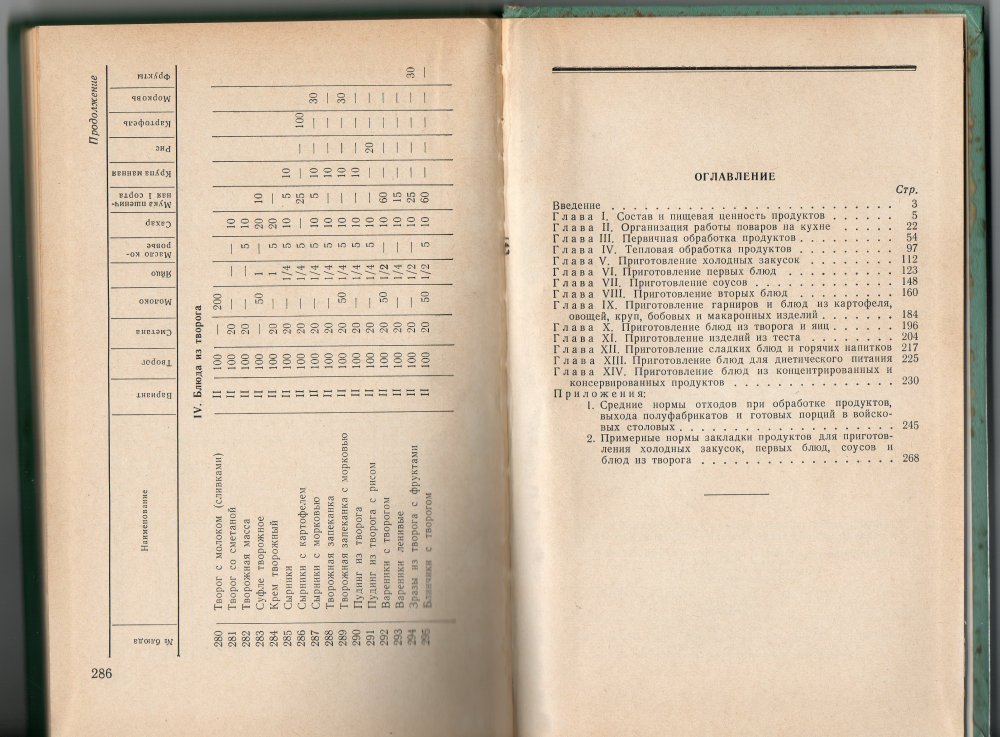 Продолжение
№ блюда
Наименование
Вариант
Творог
Сметана
Молоко
Яйцо
Масло ко-
ровье
Сахар
Мука пшенич-
ная 1 сорта
Крупа манная
Рис
Картофель
Морковь
Фрукты
IV. Блюда из творога
280 Творог с молоком (сливками) II 100 — 200 — — —
281 Творог со сметаной II 100 20 — — — 10
282 Творожная масса II 100 20 — — 5 10
283 Суфле творожное II 100 — 50 1 — 20 10
284 Крем творожный II 100 20 — 1 5 20 —
285 Сырники II 100 20 — 1/4 5 10 5 10
286 Сырники с картофелем II 100 20 — 1/4 5 — 25 — — 100
287 Сырники с морковью II 100 20 — 1/4 5 10 5 10 — — 30
288 Творожная запеканка II 100 20 — 1/4 5 10 — 10 — — —
289 Творожная запеканка с морковью II 100 20 50 1/4 5 10 — 10 — — 30
290 Пудинг из творога II 100 20 — 1/4 5 10 — 10 — — —
291 Пудинг из творога с рисом II 100 20 — 1/4 5 10 — — 20 — —
292 Вареники с творогом II 100 20 50 1/2 — 10 60 — — — —
293 Вареники ленивые II 100 20 — 1/4 — 10 15 — — — —
294 Зразы из творога с фруктами II 100 20 — 1/2 — 10 25 — — — — 30
295 Блинчики с творогом II 100 20 50 1/2 5 10 60 — — — — —
286
ОГЛАВЛЕНИЕ
Стр.
Введение . . . . . . . . . . . . . . . . . . . . 3
Глава I. Состав и пищевая ценность продуктов . . . . . . 5
Глава II. Организация работы поваров на кухне . . . . . 22
Глава III. Первичная обработка продуктов . . . . . . . . 54
Глава IV. Тепловая обработка продуктов . . . . . . . . 97
Глава V. Приготовление холодных закусок . . . . . . . 112
Глава VI. Приготовление первых блюд . . . . . . . . 123
Глава VII. Приготовление соусов . . . . . . . . . . 148
Глава VIII. Приготовление вторых блюд . . . . . . . . 160
Глава IX. Приготовление гарниров и блюд из картофеля,
овощей, круп, бобовых и макаронных изделий . . . . . . 184
Глава X. Приготовление блюд из творога и яиц . . . . . . 196
Глава XI. Приготовление изделий из теста . . . . . . . 204
Глава XII. Приготовление сладких блюд и горячих напитков 217
Глава XIII. Приготовление блюд для диетического питания 225
Глава XIV. Приготовление блюд из концентрированных и
консервированных продуктов . . . . . . . . . . . 230
Приложения:
1. Средние нормы отходов при обработке продуктов,
выхода полуфабрикатов и готовых порций в войско-
вых столовых . . . . . . . . . . . . . . . . 245
2. Примерные нормы закладки продуктов для приготов-
ления холодных закусок, первых блюд, соусов и
блюд из творога . . . . . . . . . . . . . . . 268